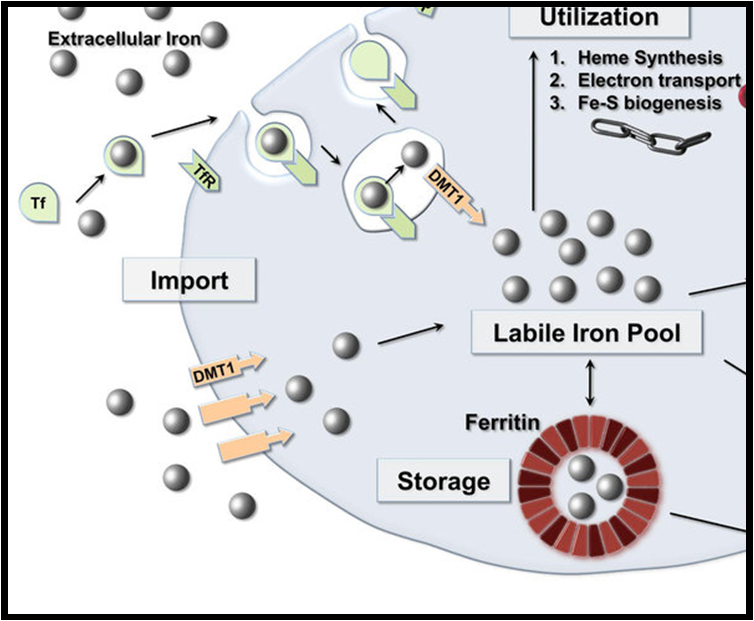 Utilization
Extracellular Iron
1. Heme Synthesis
2. Electron transport
3. Fe-S biogenesis
TfR
DMT1
Tf
Import
Labile Iron Pool
DMT1
Ferritin
Storage